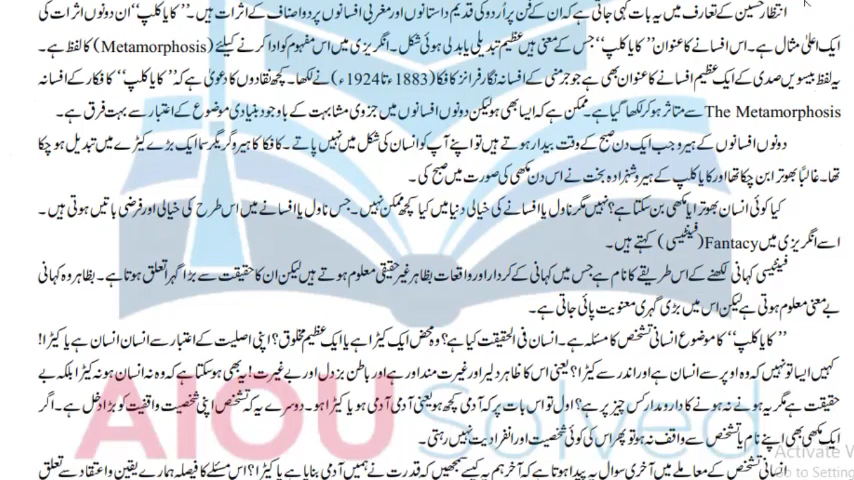 انتظار حسین کے تعارف میں یہ بات کہی جاتی ہے کہ ان کے فن پر اُردو کی قدیم داستانوں اور مغربی افسانوں پر دو اصناف کے اثرات ہیں۔ ’’کایا کلپ‘‘ ان دونوں اثرات کی
ایک اعلیٰ مثال ہے۔ اس افسانے کا عنوان ’’کایا کلپ‘‘ جس کے معنی ہیں عظیم تبدیلی یا بدلی ہوئی شکل۔ انگریزی میں اس مفہوم کو ادا کرنے کیلئے (Metamorphosis) کا لفظ ہے۔
یہ لفظ بیسویں صدی کے ایک عظیم افسانے کا عنوان بھی ہے جو جرمنی کے افسانہ نگار فرانز کافکا (1883ء تا 1924ء) نے لکھا۔ کچھ نقادوں کا دعویٰ ہے کہ ’’کایا کلپ‘‘ کافکا کے افسانہ
The Metamorphosis سے متاثر ہو کر لکھا گیا ہے۔ ممکن ہے کہ ایسا بھی ہو لیکن دونوں افسانوں میں جزوی مشابہت کے باوجود بنیادی موضوع کے اعتبار سے بہت فرق ہے۔
دونوں افسانوں کے ہیرو جب ایک دن صبح کے وقت بیدار ہوتے ہیں تو اپنے آپ کو انسان کی شکل میں نہیں پاتے۔ کافکا کا ہیرو گریگر سما ایک بڑے کیڑے میں تبدیل ہو چکا
تھا۔ غالباً بھونرا بن چکا تھا اور کایا کلپ کے ہیرو شہزادہ بخت نے اس دن مکھی کی صورت میں صبح کی۔
کیا کوئی انسان بھونرا یا مکھی بن سکتا ہے؟ نہیں مگر ناول یا افسانے کی خیالی دنیا میں کیا کچھ ممکن نہیں۔ جس ناول یا افسانے میں اس طرح کی خیالی اور فرضی باتیں ہوتی ہیں۔
اسے انگریزی میں Fantacy (فینٹیسی) کہتے ہیں۔
فینٹیسی کہانی لکھنے کے اس طریقے کا نام ہے جس میں کہانی کے کردار اور واقعات بظاہر غیر حقیقی معلوم ہوتے ہیں لیکن ان کا حقیقت سے بڑا گہرا تعلق ہوتا ہے۔ بظاہر وہ کہانی
بے معنی معلوم ہوتی ہے لیکن اس میں بڑی گہری معنویت پائی جاتی ہے۔
’’کایا کلپ‘‘ کا موضوع انسانی تشخص کا مسئلہ ہے۔ انسان فی الحقیقت کیا ہے؟ وہ محض ایک کیڑا ہے یا ایک عظیم مخلوق؟ اپنی اصلیت کے اعتبار سے انسان انسان ہے یا کیڑا!
کہیں ایسا تو نہیں کہ وہ اوپر سے انسان ہے اور اندر سے کیڑا؟ یعنی اس کا ظاہر دلیر اور غیرت مند اور ہے اور باطن بزدل اور بے غیرت! یہ بھی ہو سکتا ہے کہ وہ نہ انسان ہو نہ کیڑا بلکہ بے
حقیقت ہے مگر یہ ہونے نہ ہونے کا دارومدار کس چیز پر ہے؟ اول تو اس بات پر کہ آدمی کچھ ہو یعنی آدمی آدمی ہو یا کیڑا ہو۔ دوسرے یہ کہ تشخص اپنی شخصیت واقفیت کو بڑا دخل ہے۔ اگر
ایک مکھی بھی اپنے نام یا تشخص سے واقف نہ ہو تو پھر اس کی کوئی شخصیت اور انفرادیت نہیں رہتی۔
انسانی تشخص کے معاملے میں آخری سوال یہ پیدا ہوتا ہے کہ آخر ہم یہ کیسے سمجھیں کہ قدرت نے ہمیں آدمی بنایا ہے یا کیڑا؟ اس مسئلے کا فیصلہ ہمارے یقین و اعتقاد سے تعلق
AIOU Solved
Activate W
Go to Setting